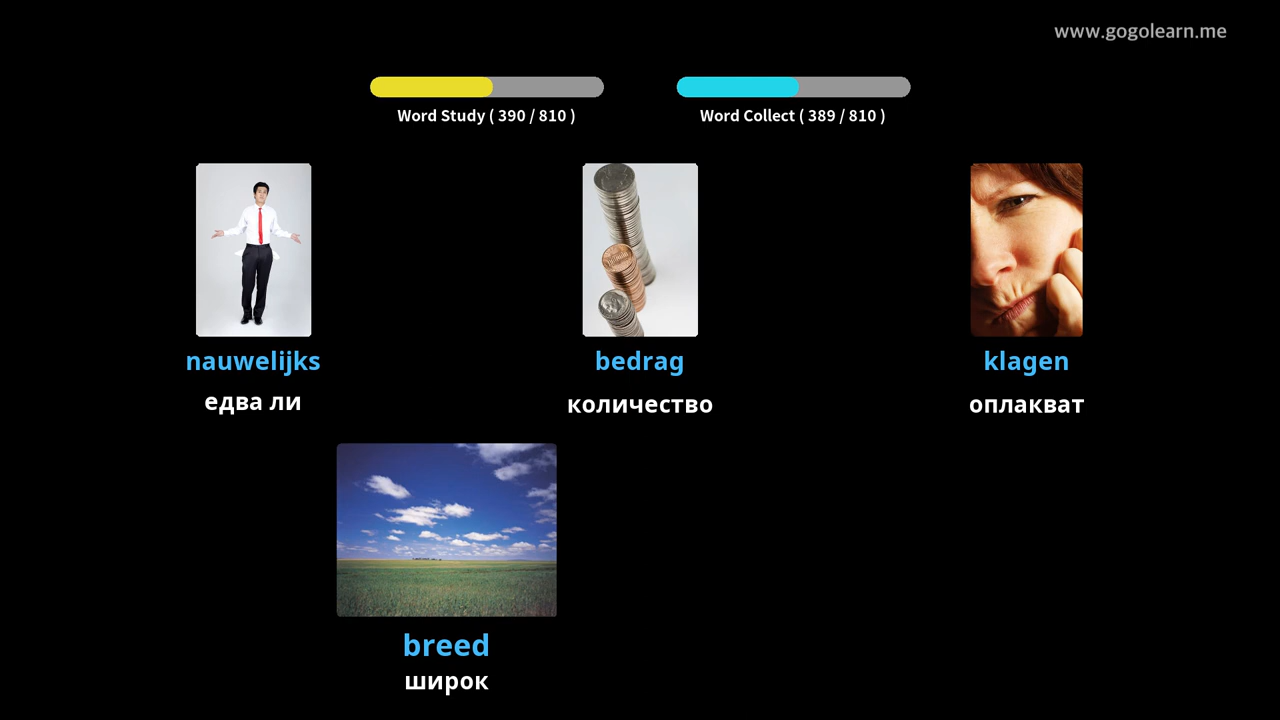 www.gogolearn.me
Word Study ( 390 / 810 )
Word Collect ( 389 / 810 )
nauwelijks
bedrag
klagen
едва ли
количество
оплакват
breed
широк